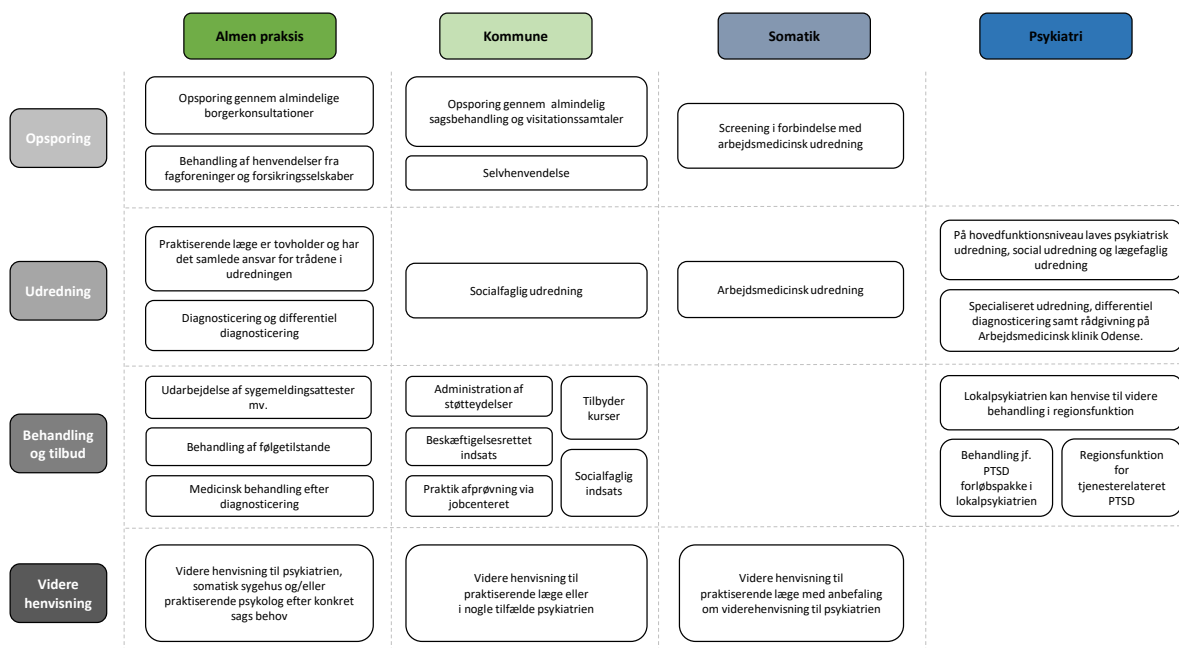 Almen praksis
Kommune
Somatik
Psykiatri
Opsporing
Opsporing gennem almindelige
borgerkonsultationer
Behandling af henvendelser fra
fagforeninger og forsikringsselskaber
Opsporing gennem almindelig
sagsbehandling og visitationssamtaler
Selvhenvendelse
Screening i forbindelse med
arbejdsmedicinsk udredning
Udredning
Praktiserende læge er tovholder og har
det samlede ansvar for trådene i
udredningen
Diagnosticering og differentiel
diagnosticering
Socialfaglig udredning
Arbejdsmedicinsk udredning
På hovedfunktionsniveau laves psykiatrisk
udredning, social udredning og lægefaglig
udredning
Specialiseret udredning, differentiel
diagnosticering samt rådgivning på
Arbejdsmedicinsk klinik Odense.
Behandling
og tilbud
Udarbejdelse af sygemeldingsattester
mv.
Behandling af følgetilstande
Medicinsk behandling efter
diagnosticering
Administration af
støtteydelser
Beskæftigelsesrettet
indsats
Praktik afprøvning via
jobcenteret
Tilbyder
kurser
Socialfaglig
indsats
Lokalpsykiatrien kan henvise til videre
behandling i regionsfunktion
Behandling jf.
PTSD
forløbspakke i
lokalpsykiatrien
Regionsfunktion
for
tjenesterelateret
PTSD
Videre
henvisning
Videre henvisning til psykiatrien,
somatisk sygehus og/eller
praktiserende psykolog efter konkret
sags behov
Videre henvisning til
praktiserende læge eller
i nogle tilfælde psykiatrien
Videre henvisning til
praktiserende læge med anbefaling
om viderehenvisning til psykiatrien